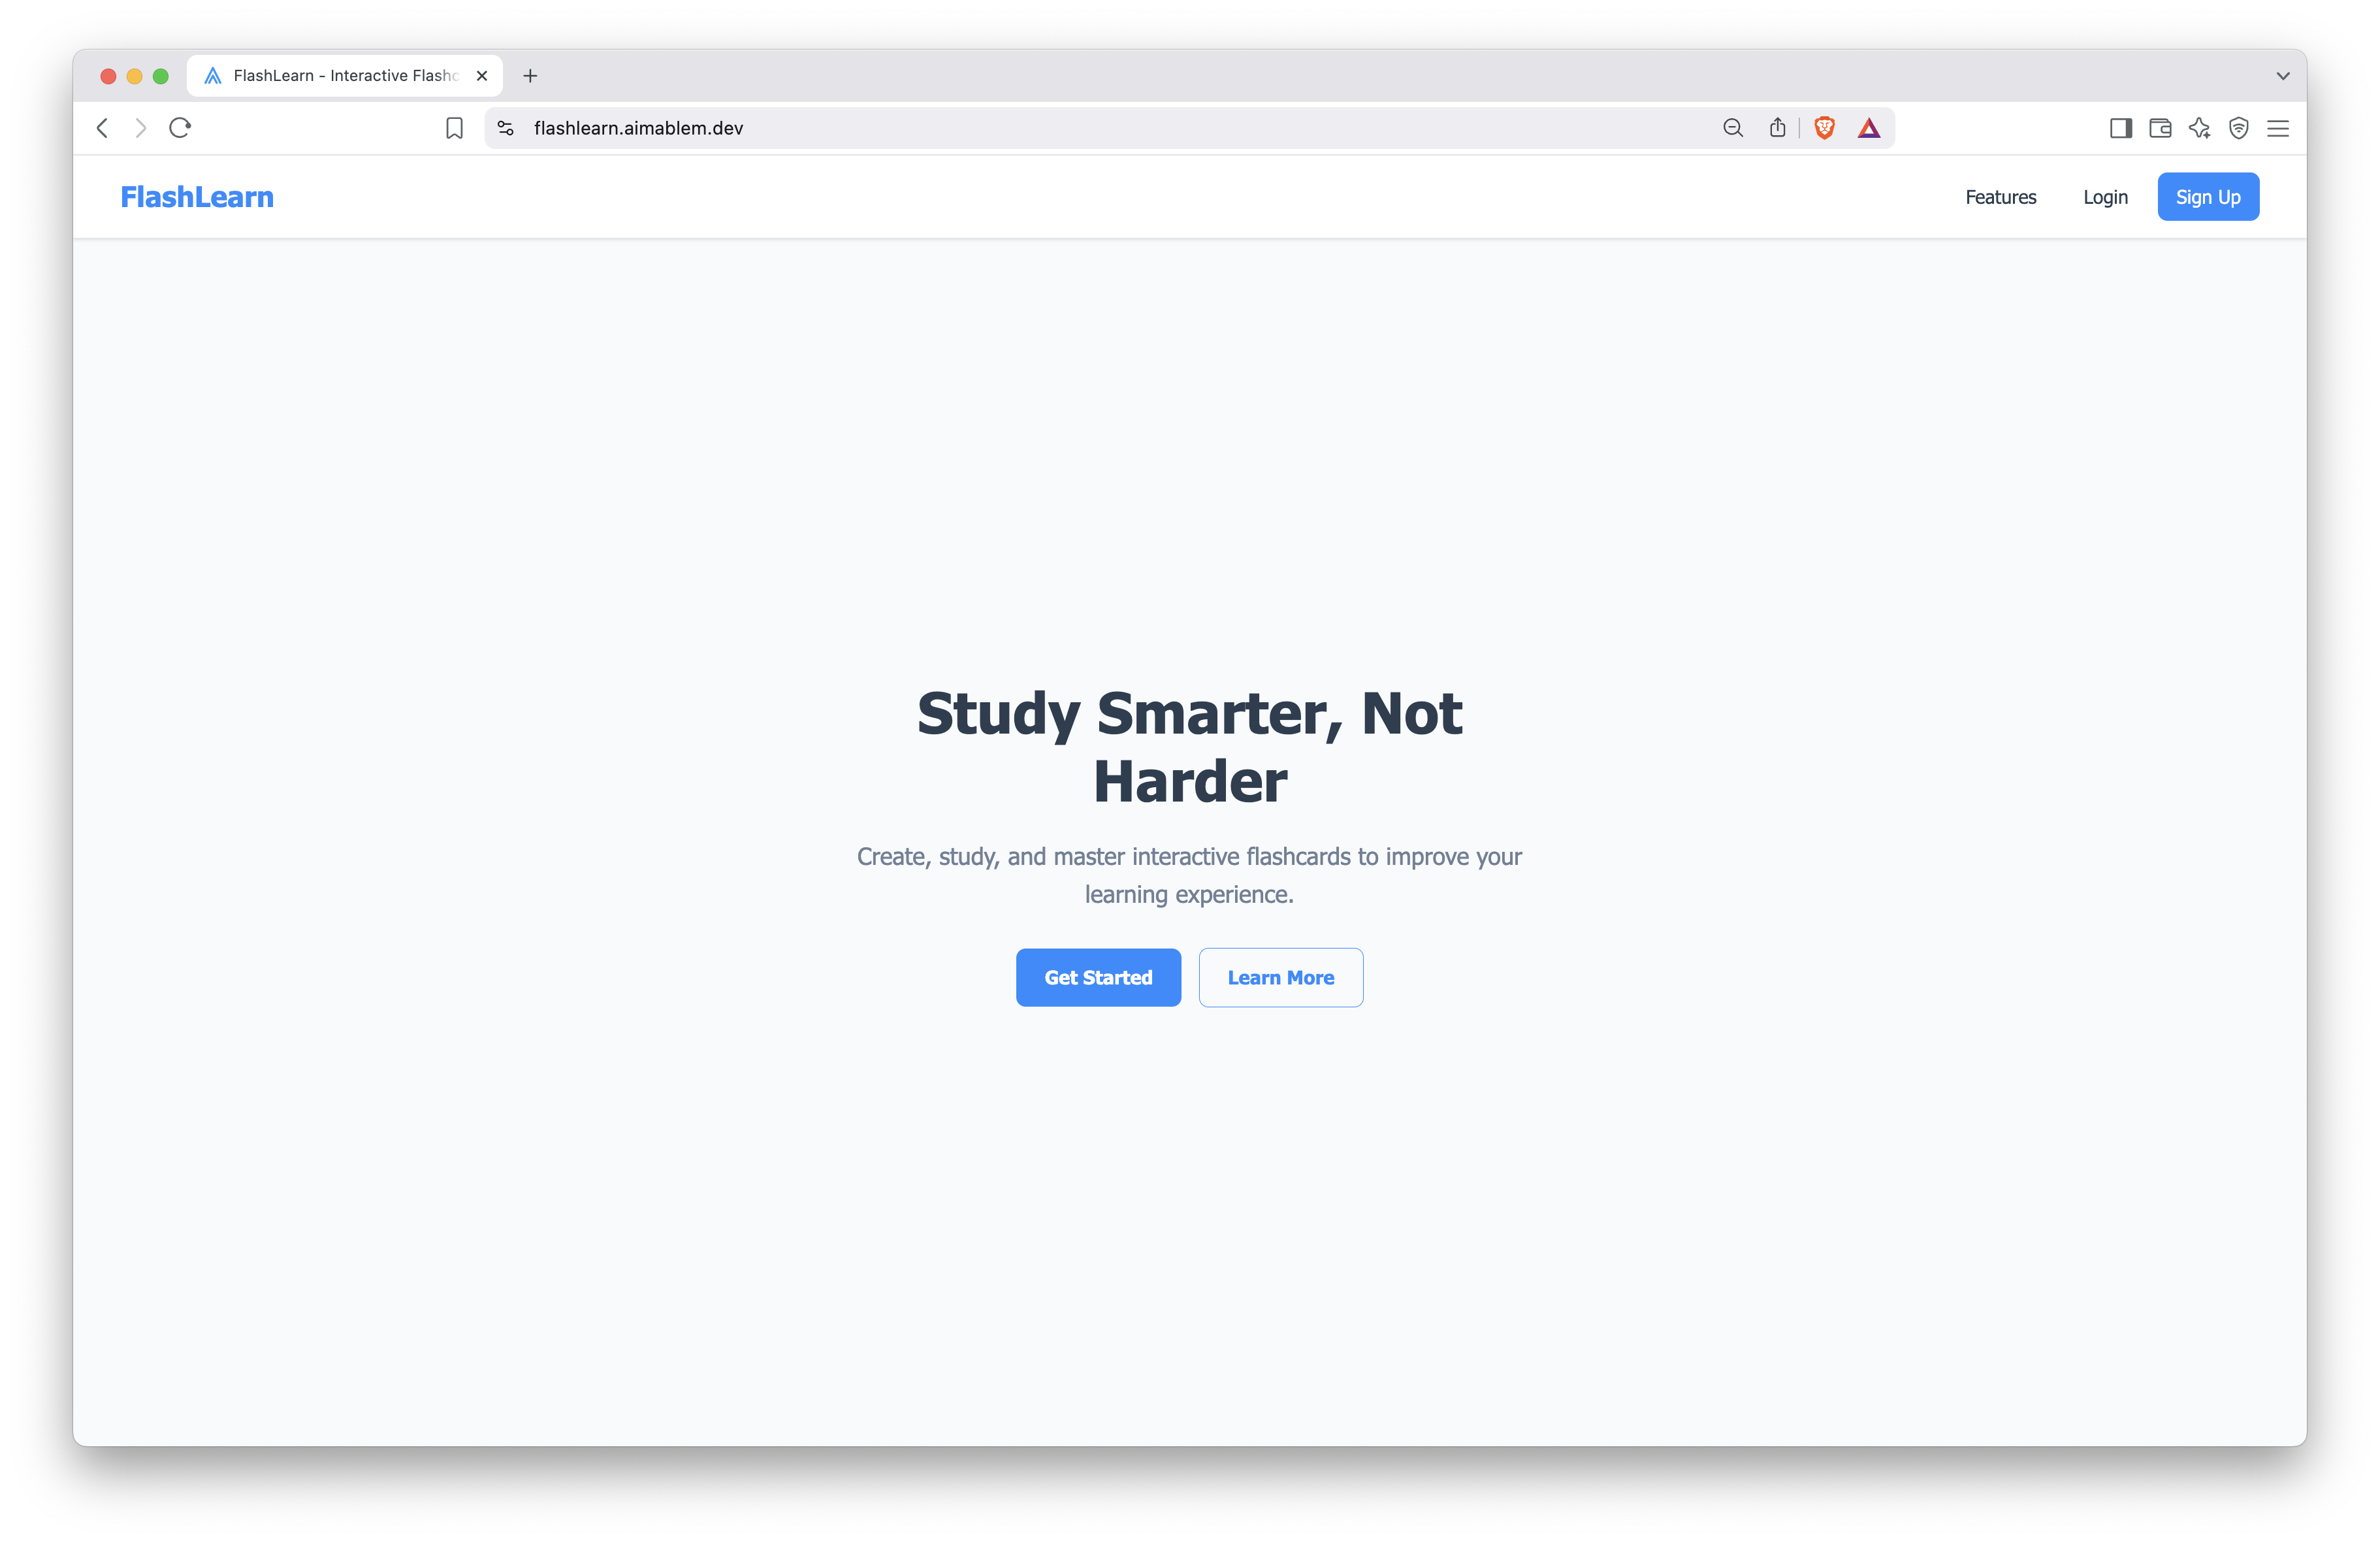 FlashLearn - Interactive Flashc
flashlearn.aimablem.dev
FlashLearn
Features
Login
Sign Up
Study Smarter, Not
Harder
Create, study, and master interactive flashcards to improve your
learning experience.
Get Started
Learn More